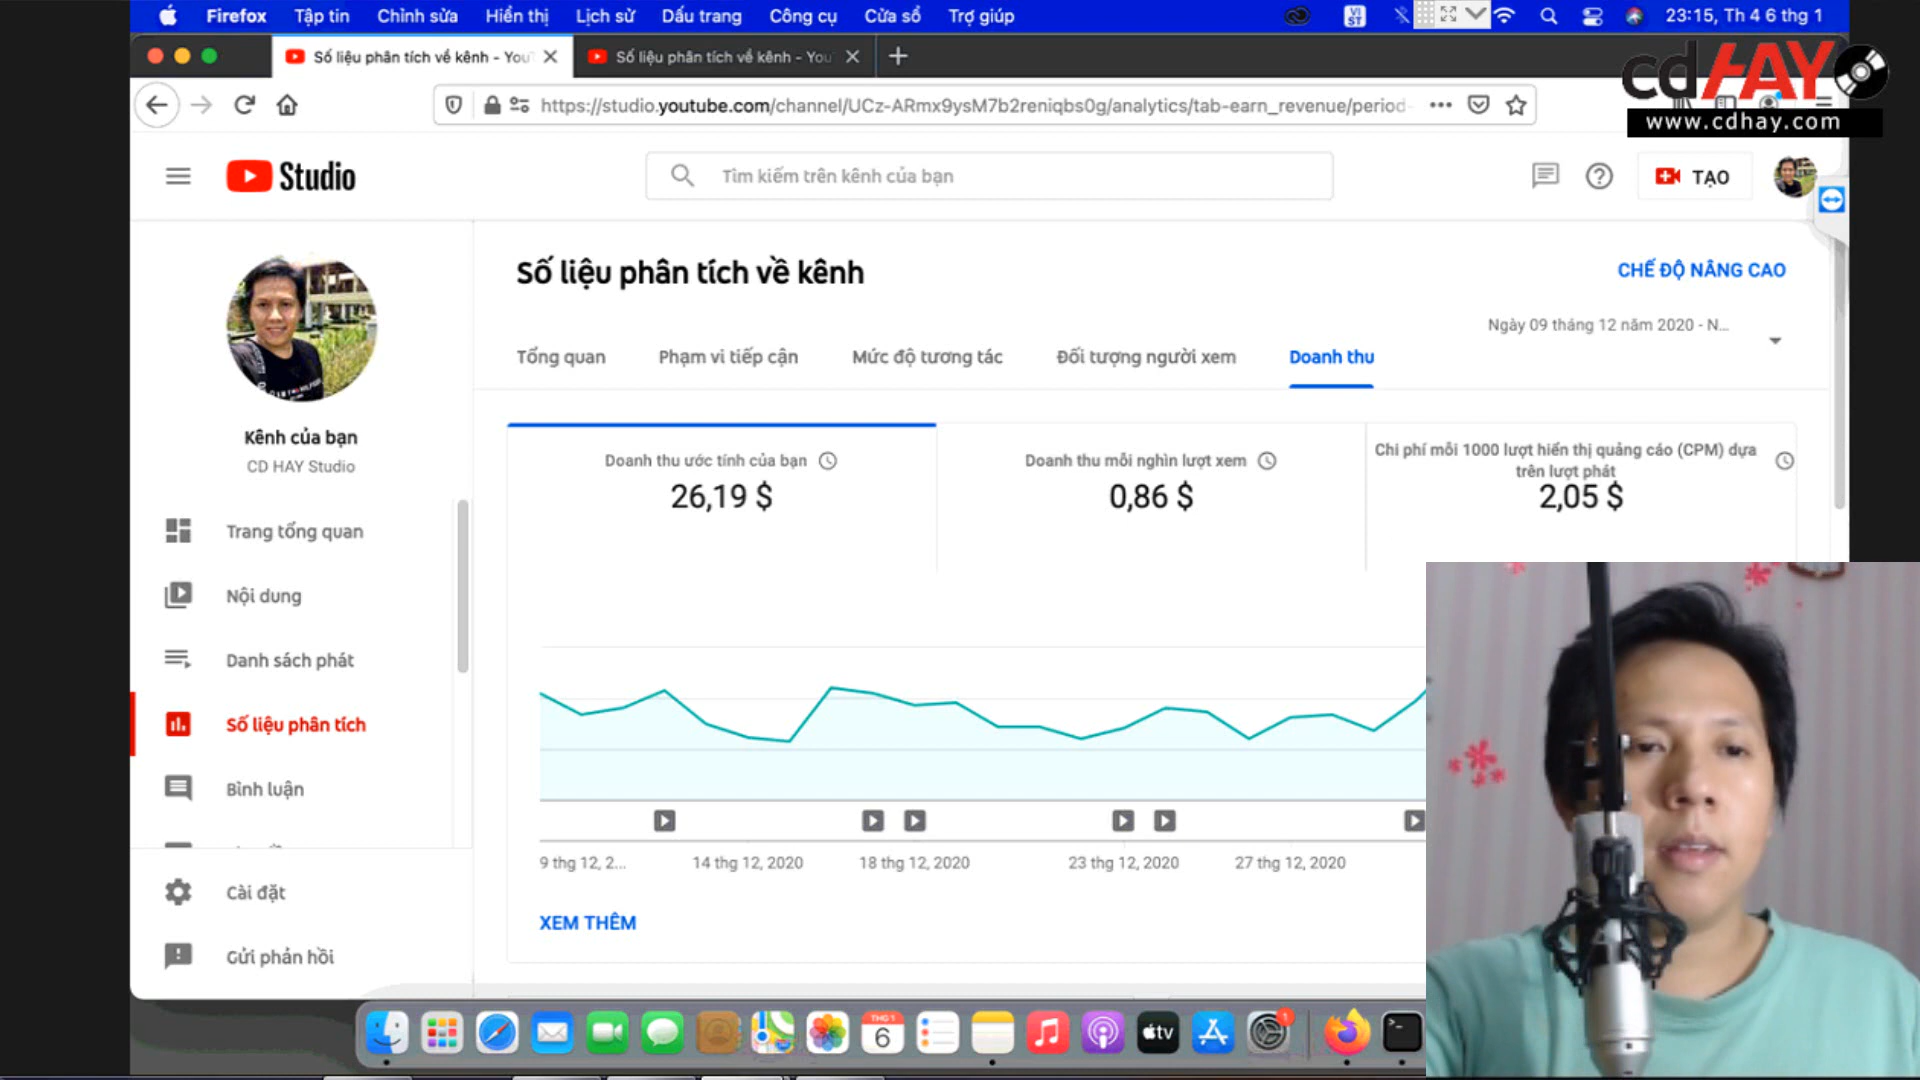 Firefox Tập tin Chỉnh sửa Hiển thị Lịch sử Dấu trang Công cụ Cửa sổ Trợ giúp
VI ST
23:15, Th 4 6 thg 1
Số liệu phân tích về kênh - You
Số liệu phân tích về kênh - You
https://studio.youtube.com/channel/UCz-ARmx9ysM7b2reniqbs0g/analytics/tab-earn_revenue/period-
cdHAY
www.cdhay.com
Studio
Tìm kiếm trên kênh của bạn
TẠO
Số liệu phân tích về kênh
CHẾ ĐỘ NÂNG CAO
Ngày 09 tháng 12 năm 2020 - N...
Tổng quan
Phạm vi tiếp cận
Mức độ tương tác
Đối tượng người xem
Doanh thu
Kênh của bạn
CD HAY Studio
Trang tổng quan
Nội dung
Danh sách phát
Số liệu phân tích
Bình luận
Cài đặt
Gửi phản hồi
Doanh thu ước tính của bạn
26,19 $
Doanh thu mỗi nghìn lượt xem
0,86 $
Chi phí mỗi 1000 lượt hiển thị quảng cáo (CPM) dựa
trên lượt phát
2,05 $
9 thg 12, 2...
14 thg 12, 2020
18 thg 12, 2020
23 thg 12, 2020
27 thg 12, 2020
XEM THÊM
THG 1
6
tv
1